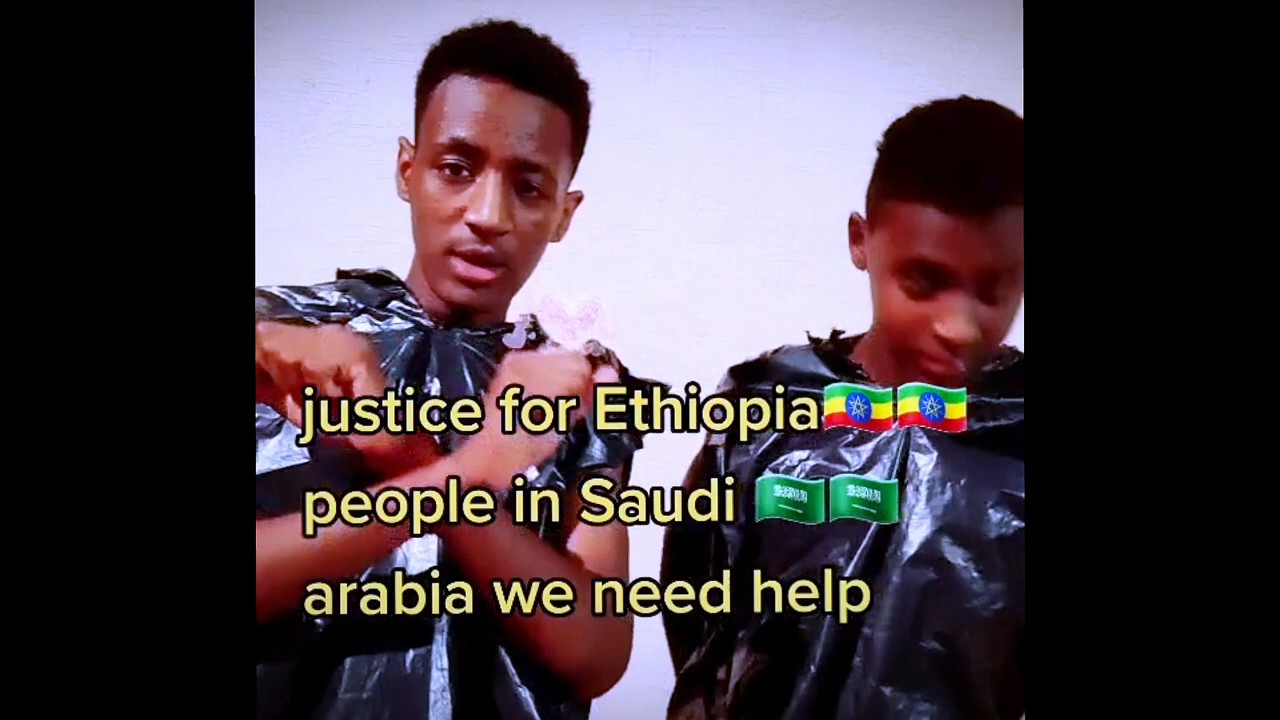 justice for Ethiopia🇪🇹🇪🇹
people in Saudi 🇸🇦🇸🇦
arabia we need help